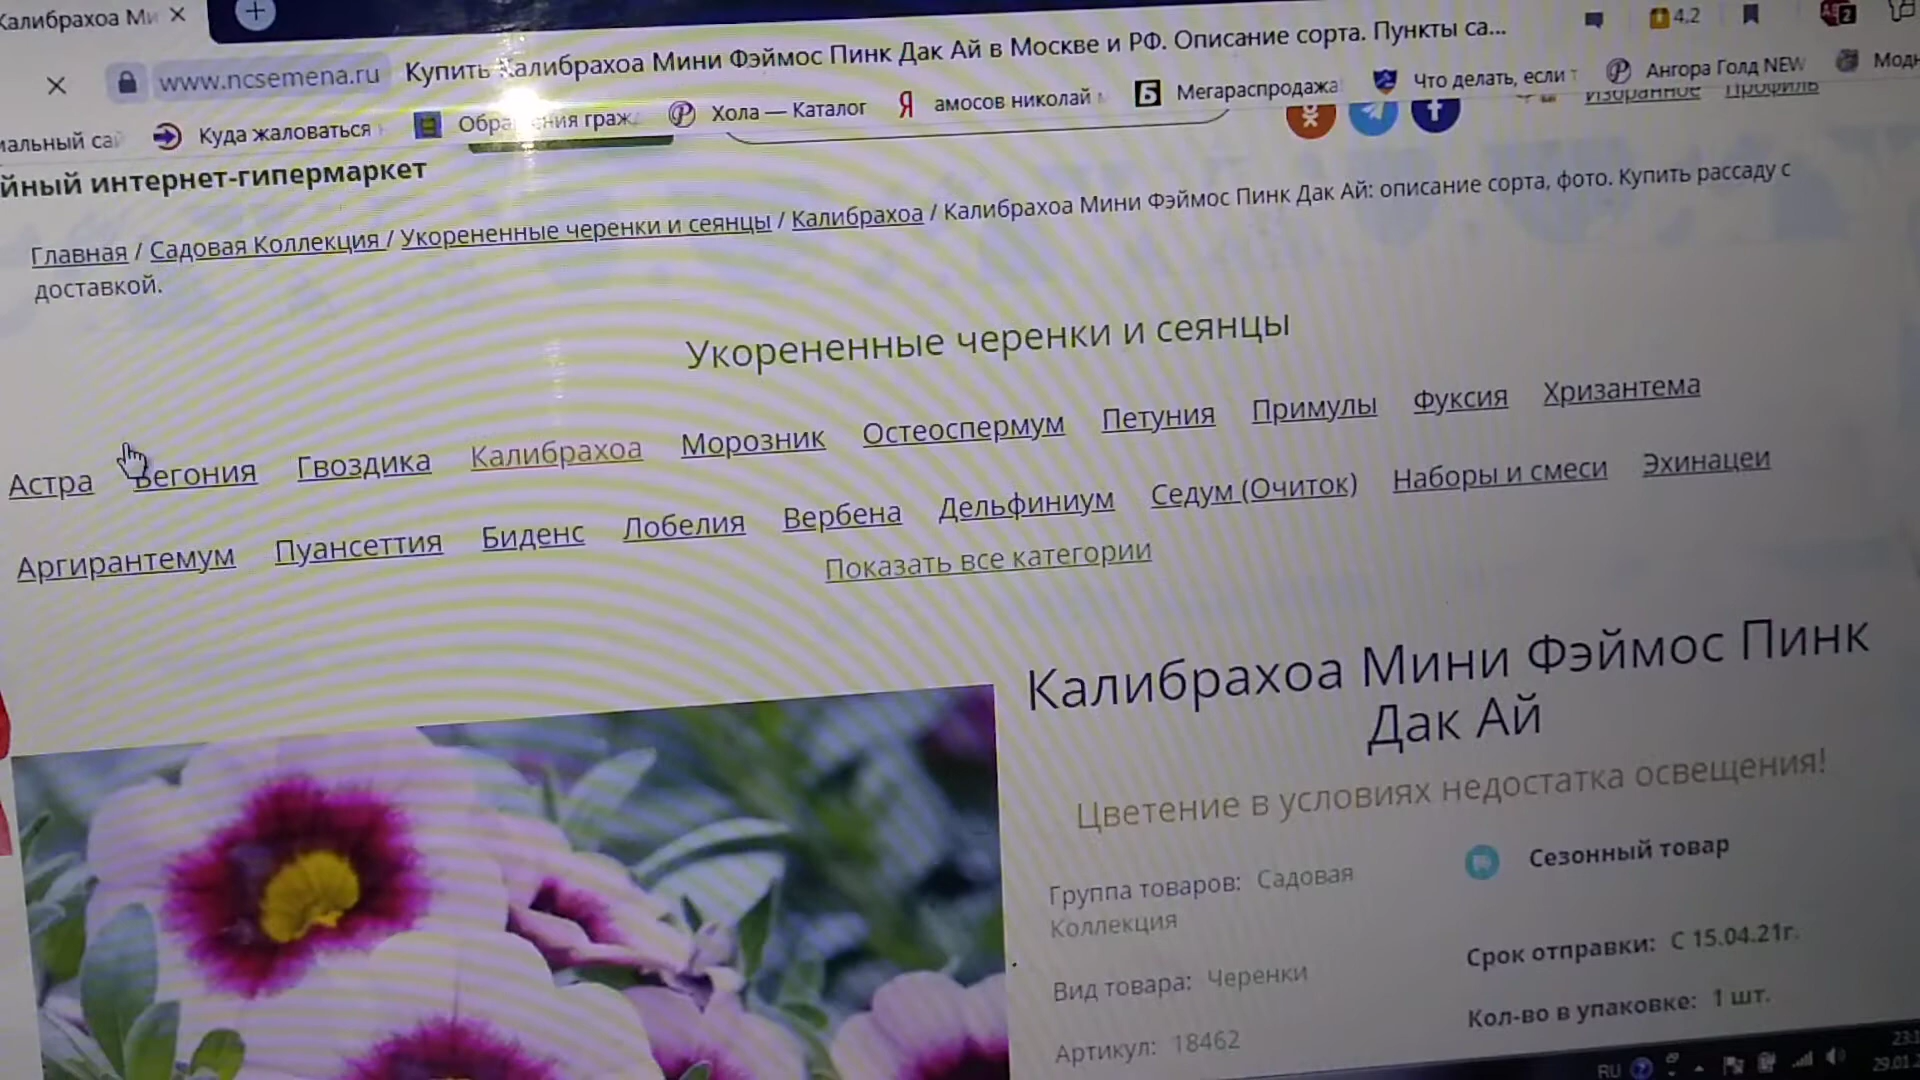 Калибрахоа Ми
4.2
2
www.ncsemena.ru Купить Калибрахоа Мини Фэймос Пинк Дак Ай в Москве и РФ. Описание сорта. Пункты са...
Куда жаловаться
Хола — Каталог
Я амосов николай
Б Мегараспродажа
Что делать, если
Ангора Голд NEW
Избранное Профиль
йный интернет-гипермаркет
Главная / Садовая Коллекция / Укорененные черенки и сеянцы / Калибрахоа / Калибрахоа Мини Фэймос Пинк Дак Ай: описание сорта, фото. Купить рассаду с
доставкой.
Укорененные черенки и сеянцы
Астра Бегония Гвоздика Калибрахоа Морозник Остеоспермум Петуния Примулы Фуксия Хризантема
Аргирантемум Пуансеттия Биденс Лобелия Вербена Дельфиниум Седум (Очиток) Наборы и смеси Эхинацеи
Показать все категории
Калибрахоа Мини Фэймос Пинк
Дак Ай
Цветение в условиях недостатка освещения!
Группа товаров: Садовая
Коллекция
Сезонный товар
Срок отправки: С 15.04.21г.
Вид товара: Черенки
Кол-во в упаковке: 1 шт.
Артикул: 18462
RU